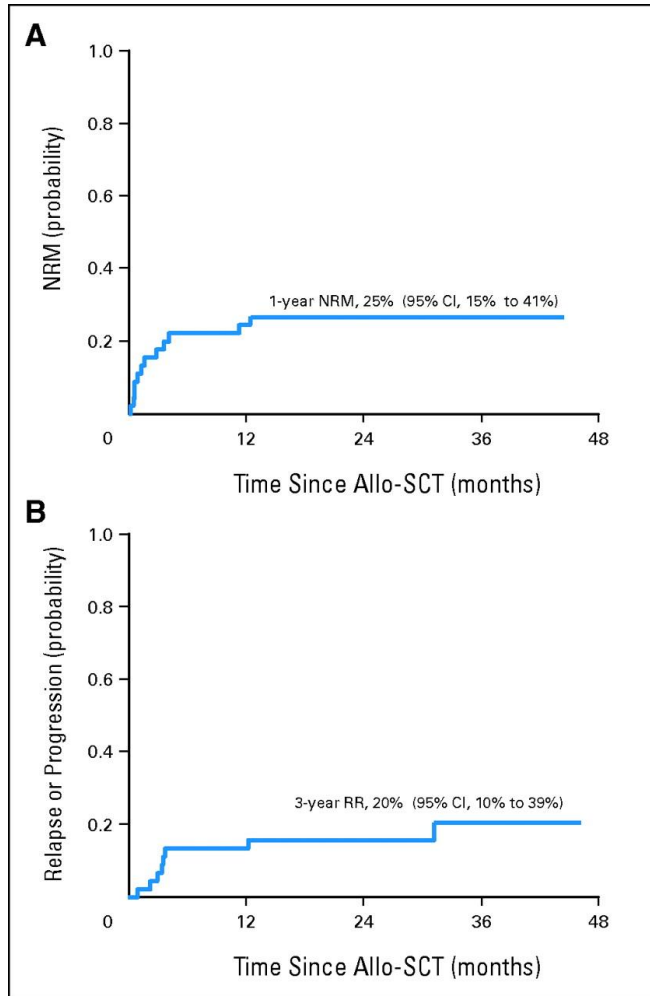 A
NRM (probability)
1.0
0.8
0.6
0.4
0.2
0
1-year NRM, 25% (95% CI, 15% to 41%)
12
24
36
48
Time Since Allo-SCT (months)
B
Relapse or Progression (probability)
1.0
0.8
0.6
0.4
0.2
0
3-year RR, 20% (95% CI, 10% to 39%)
12
24
36
48
Time Since Allo-SCT (months)